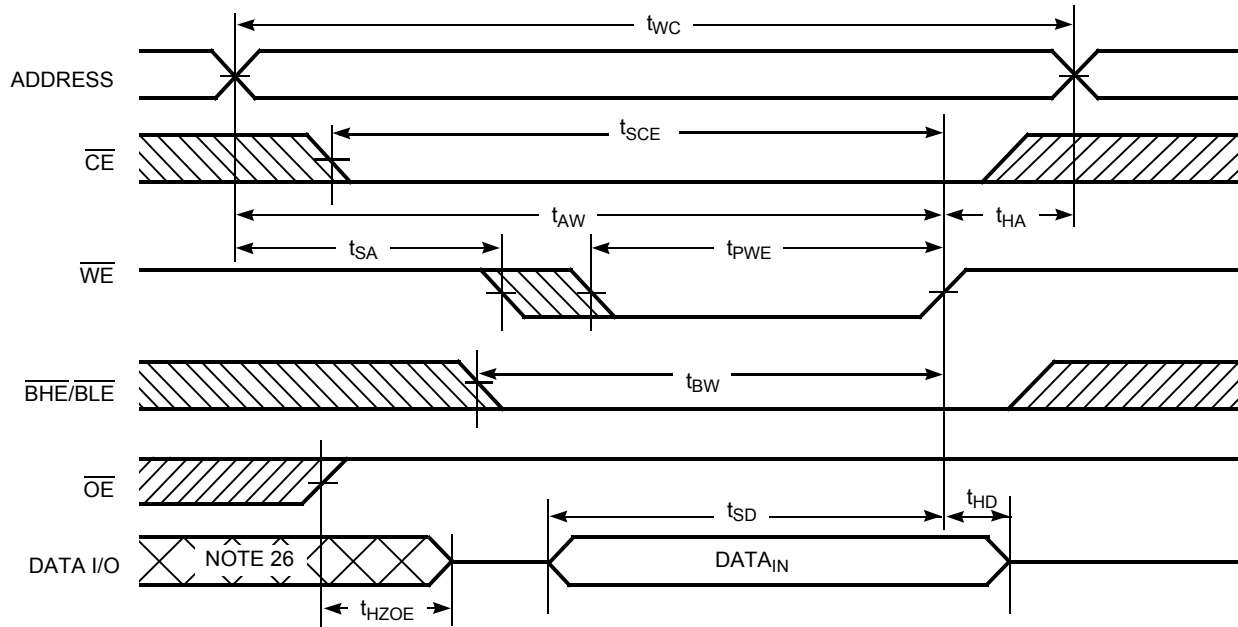 tWC
ADDRESS
tSCE
CE
tAW
tHA
tSA
tPWE
WE
tBW
BHE/BLE
OE
tSD
tHD
DATA I/O
NOTE 26
DATAIN
tHZOE